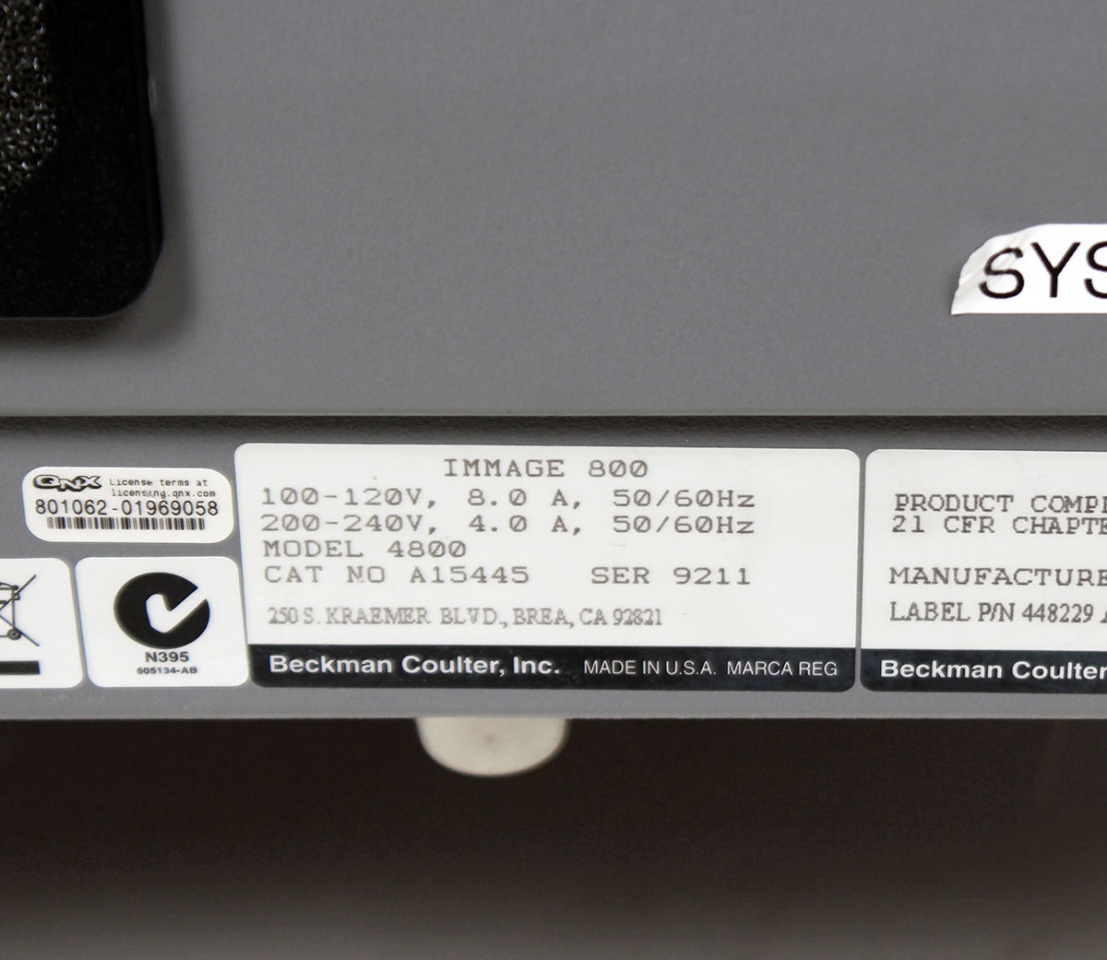 SYS
QNX License terms at
licensing.qnx.com
801062-01969058
N395
505134-AB
IMMAGE 800
100-120V, 8.0 A, 50/60Hz
200-240V, 4.0 A, 50/60Hz
MODEL 4800
CAT NO A15445 SER 9211
250 S. KRAEMER BLVD., BREA, CA 92821
Beckman Coulter, Inc. MADE IN U.S.A. MARCA REG
PRODUCT COMPL
21 CFR CHAPTE
MANUFACTURE
LABEL P/N 448229
Beckman Coulter